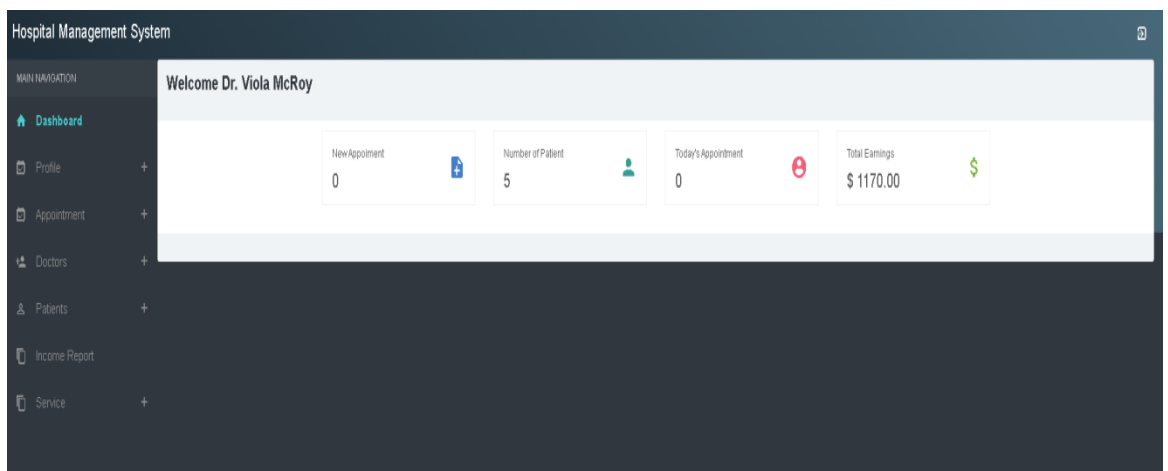 Hospital Management System
MAIN NAVIGATION
Welcome Dr. Viola McRoy
Dashboard
Profile +
Appointment +
Doctors +
Patients +
Income Report
Service +
New Appoiment
0
Number of Patient
5
Today's Appointment
0
Total Earnings
$ 1170.00